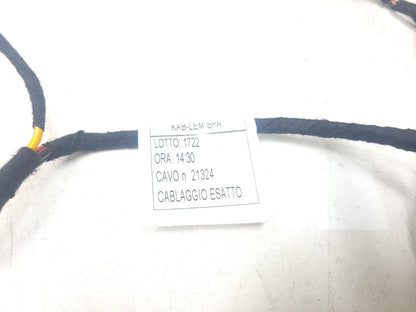 KAB-LEM SPA
LOTTO: 1722
ORA: 14:30
CAVO n 21324
CABLAGGIO ESATTO